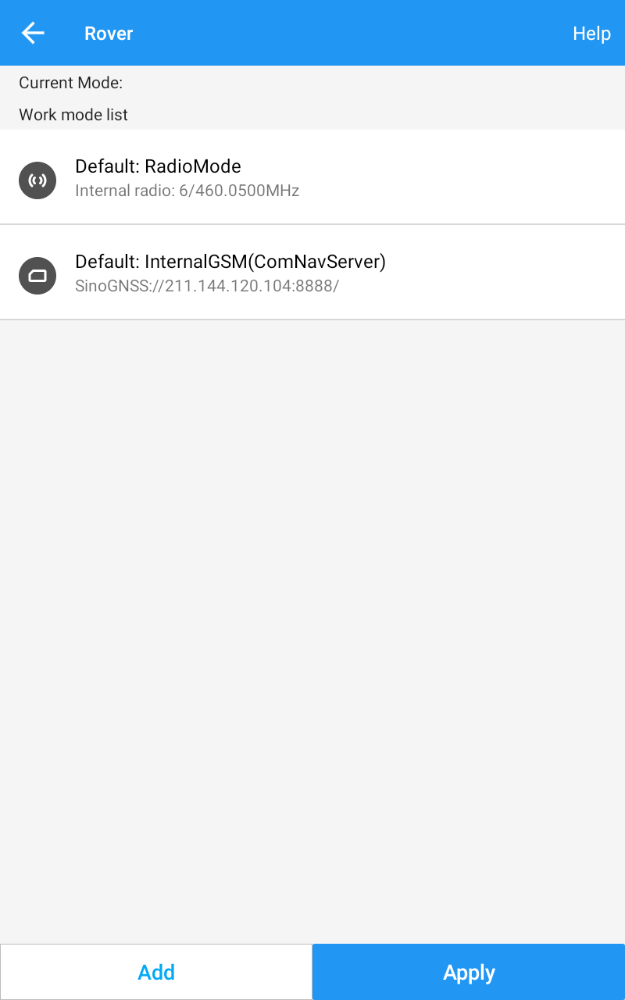 Rover
Help
Current Mode:
Work mode list
Default: RadioMode
Internal radio: 6/460.0500MHz
Default: InternalGSM(ComNavServer)
SinoGNSS://211.144.120.104:8888/
Add
Apply